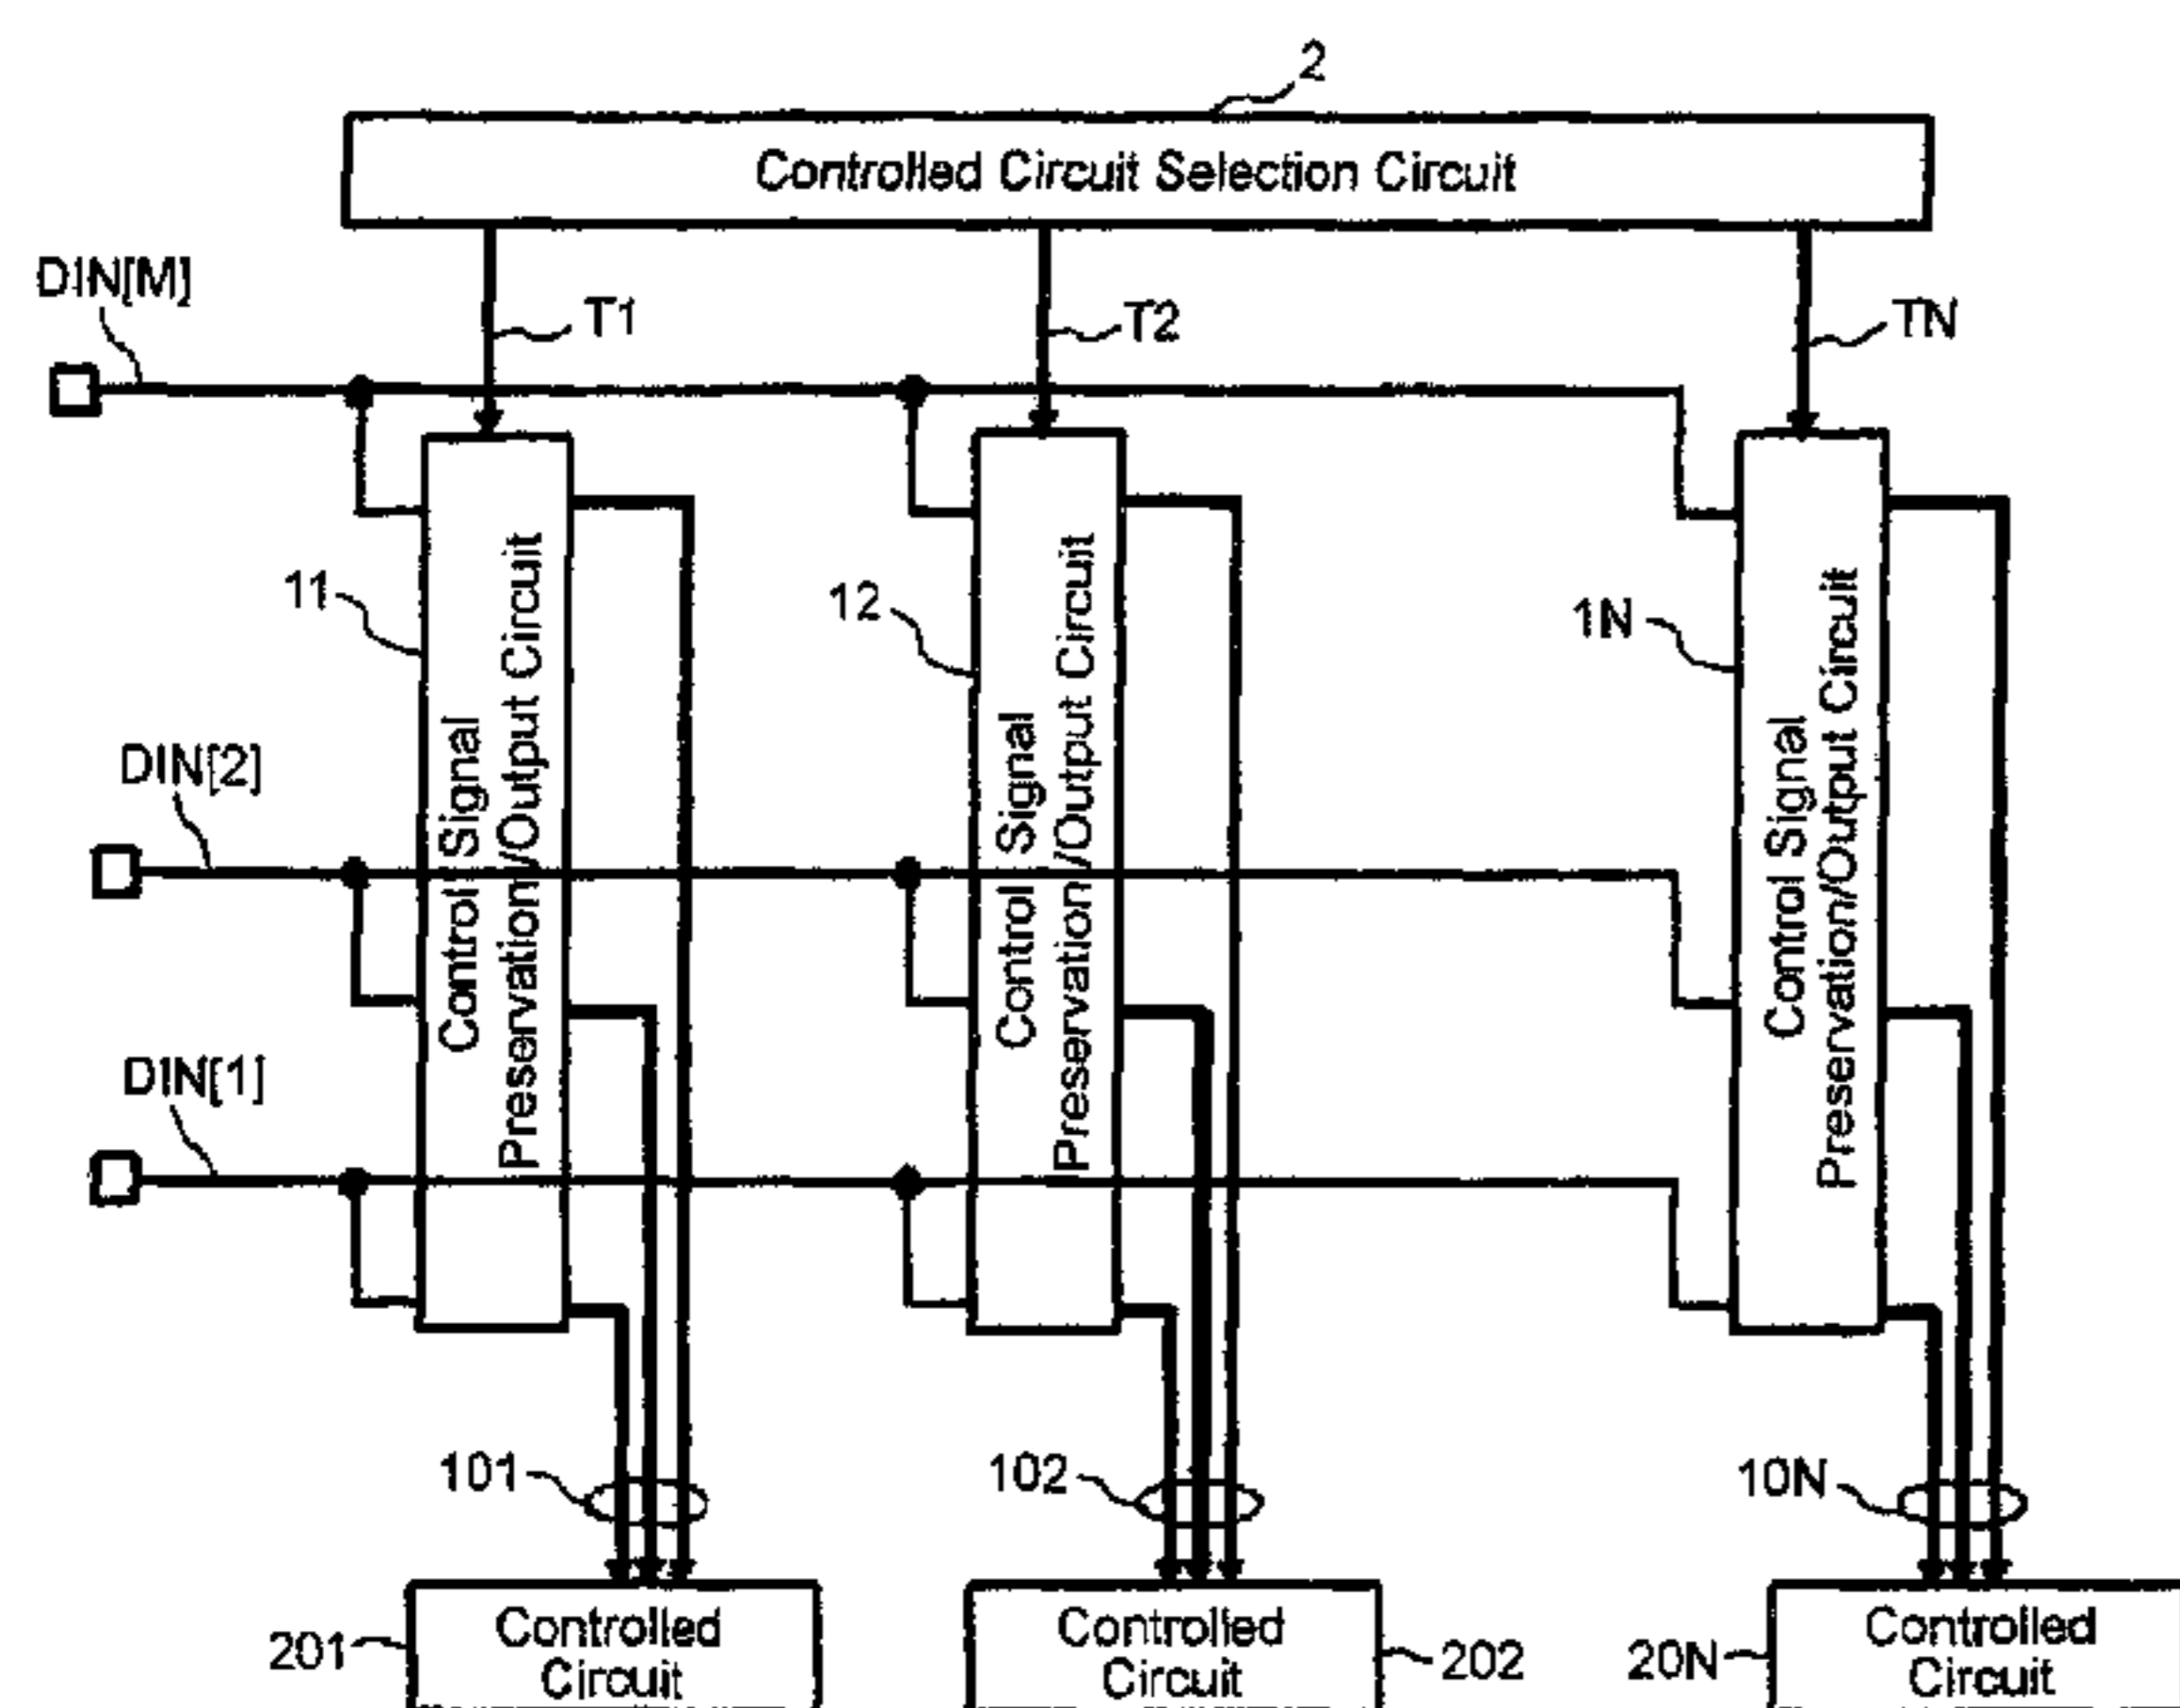 2
Controlled Circuit Selection Circuit
DIN[M]
T1
T2
TN
11
Control Signal
Preservation/Output Circuit
12
Control Signal
Preservation/Output Circuit
1N
Control Signal
Preservation/Output Circuit
DIN[2]
DIN[1]
101
102
10N
201
Controlled
Circuit
Controlled
Circuit
202
20N
Controlled
Circuit